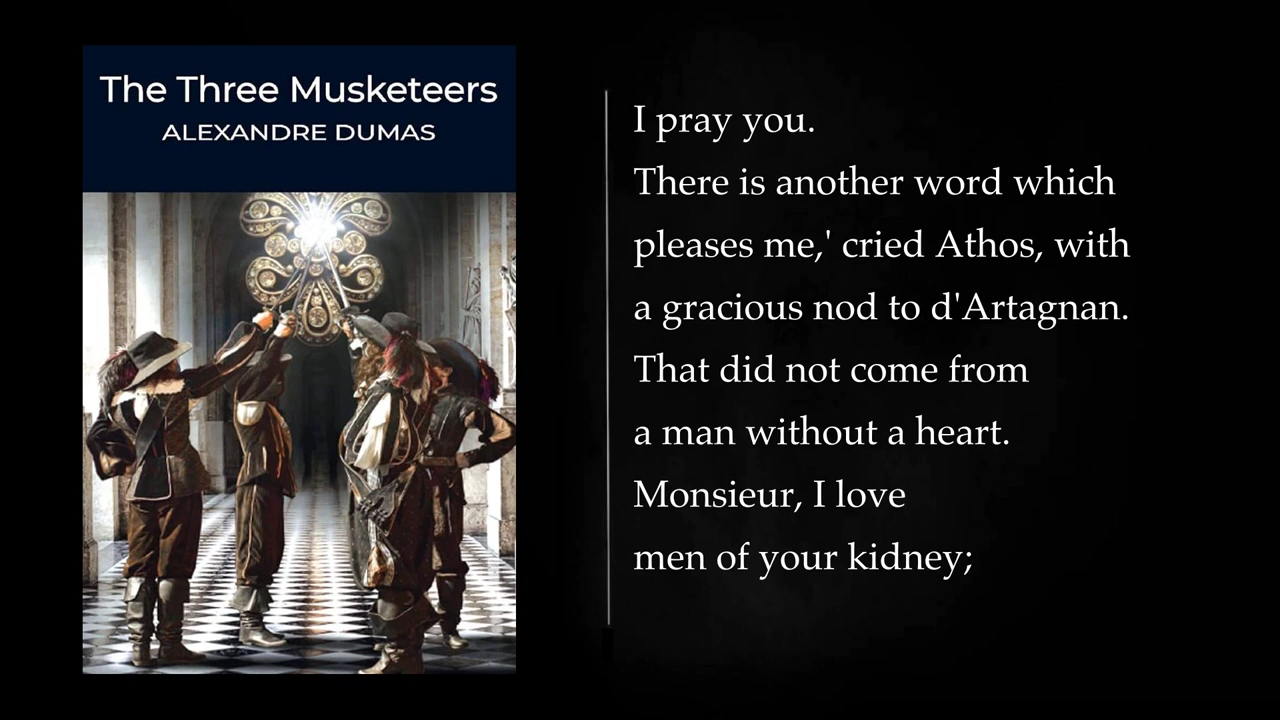 The Three Musketeers
ALEXANDRE DUMAS
I pray you.
There is another word which
pleases me,' cried Athos, with
a gracious nod to d'Artagnan.
That did not come from
a man without a heart.
Monsieur, I love
men of your kidney;